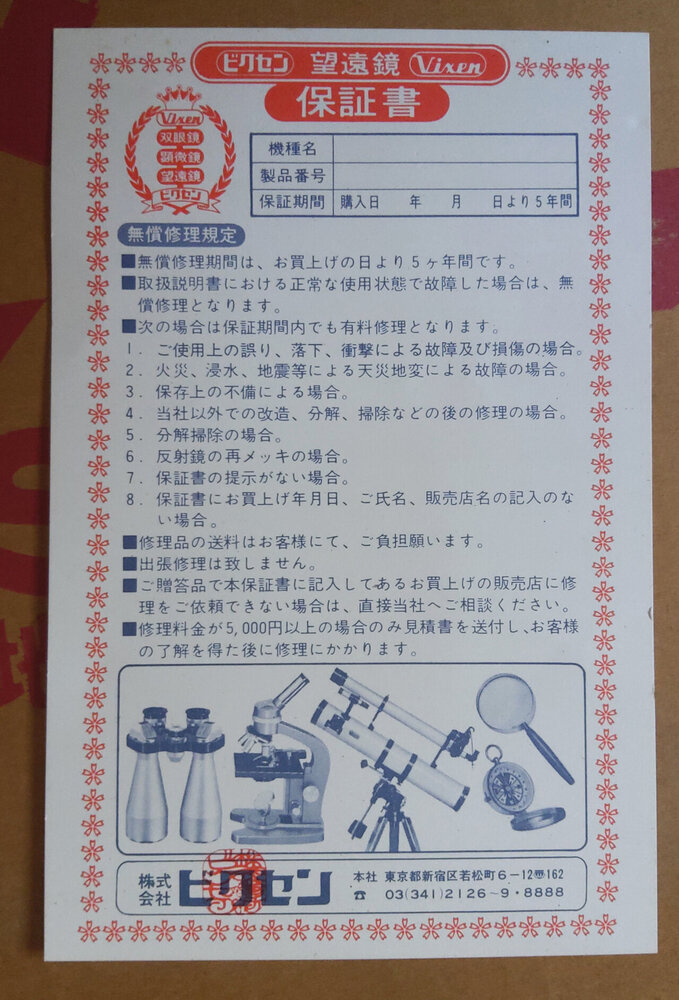 ビクセン 望遠鏡 Vixen
保証書
Vixen
双眼鏡
顕微鏡
望遠鏡
ビクセン
機種名
製品番号
保証期間 購入日 年 月 日より5年間
無償修理規定
■無償修理期間は、お買上げの日より5ヶ年間です。
■取扱説明書における正常な使用状態で故障した場合は、無
償修理となります。
■次の場合は保証期間内でも有料修理となります。
1. ご使用上の誤り、落下、衝撃による故障及び損傷の場合。
2. 火災、浸水、地震等による天災地変による故障の場合。
3. 保存上の不備による場合。
4. 当社以外での改造、分解、掃除などの後の修理の場合。
5. 分解掃除の場合。
6. 反射鏡の再メッキの場合。
7. 保証書の提示がない場合。
8. 保証書にお買上げ年月日、ご氏名、販売店名の記入のな
い場合。
■修理品の送料はお客様にて、ご負担願います。
■出張修理は致しません。
■ご贈答品で本保証書に記入してあるお買上げの販売店に修
理をご依頼できない場合は、直接当社へご相談ください。
■修理料金が5,000円以上の場合のみ見積書を送付し、お客様
の了解を得た後に修理にかかります。
株式会社 ビクセン
本社 東京都新宿区若松町6-12〠162
☎ 03(341)2126~9・8888